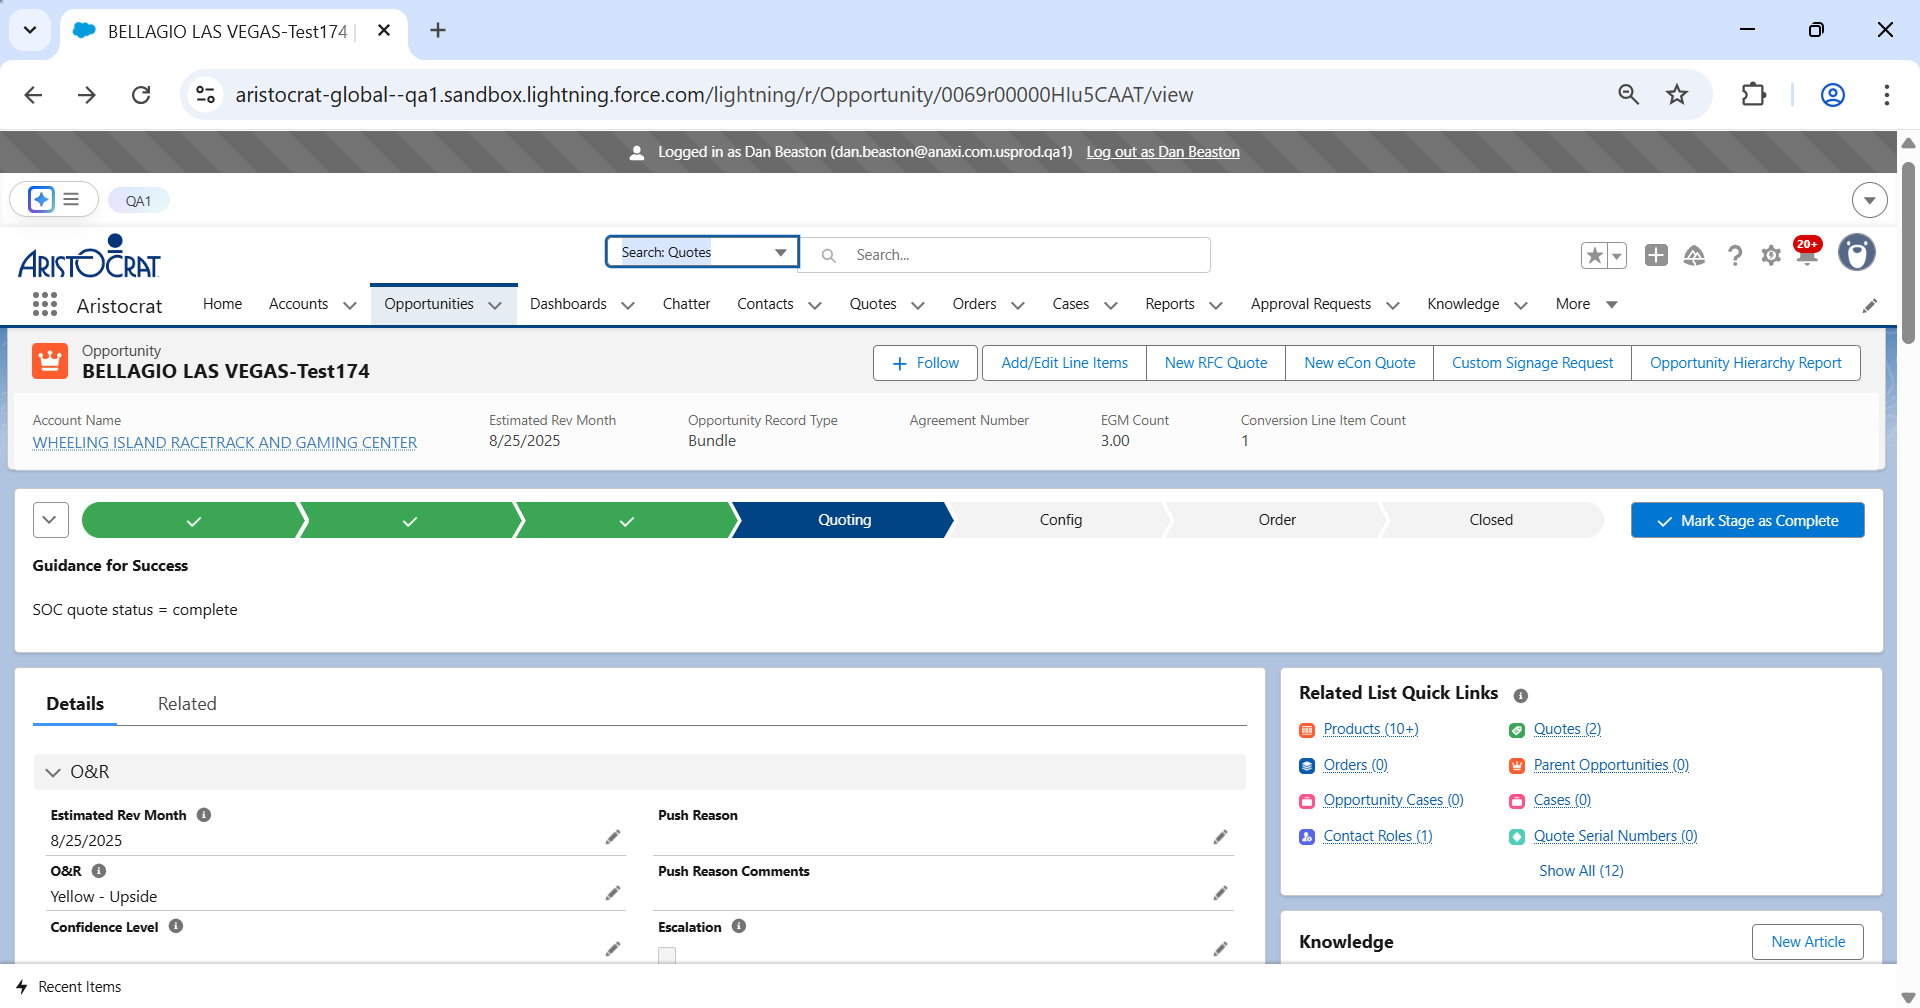 BELLAGIO LAS VEGAS-Test174
aristocrat-global--qa1.sandbox.lightning.force.com/lightning/r/Opportunity/0069r00000HIu5CAAT/view
Logged in as Dan Beaston (dan.beaston@anaxi.com.usprod.qa1) Log out as Dan Beaston
QA1
ARISTOCRAT
Search: Quotes
Search...
20+
Aristocrat Home Accounts Opportunities Dashboards Chatter Contacts Quotes Orders Cases Reports Approval Requests Knowledge More
Opportunity
BELLAGIO LAS VEGAS-Test174
Follow Add/Edit Line Items New RFC Quote New eCon Quote Custom Signage Request Opportunity Hierarchy Report
Account Name Estimated Rev Month Opportunity Record Type Agreement Number EGM Count Conversion Line Item Count
WHEELING ISLAND RACETRACK AND GAMING CENTER 8/25/2025 Bundle 3.00 1
Quoting Config Order Closed Mark Stage as Complete
Guidance for Success
SOC quote status = complete
Details Related
O&R
Estimated Rev Month
8/25/2025
Push Reason
O&R
Yellow - Upside
Push Reason Comments
Confidence Level
Escalation
Related List Quick Links
Products (10+) Quotes (2)
Orders (0) Parent Opportunities (0)
Opportunity Cases (0) Cases (0)
Contact Roles (1) Quote Serial Numbers (0)
Show All (12)
Knowledge New Article
Recent Items